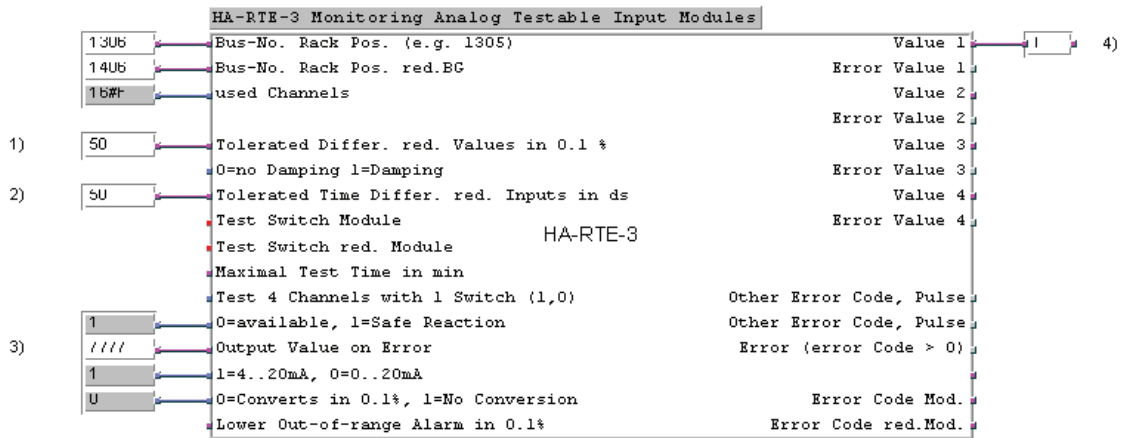 HA-RTE-3 Monitoring Analog Testable Input Modules
1306 Bus-No. Rack Pos. (e.g. 1305) Value 1 I 4)
1406 Bus-No. Rack Pos. red.BG Error Value 1
16#F used Channels Value 2
Error Value 2
1) 50 Tolerated Differ. red. Values in 0.1 % Value 3
0=no Damping 1=Damping Error Value 3
2) 50 Tolerated Time Differ. red. Inputs in ds Value 4
Test Switch Module Error Value 4
HA-RTE-3
Test Switch red. Module
Maximal Test Time in min
Test 4 Channels with 1 Switch (1,0) Other Error Code, Pulse
1 0=available, 1=Safe Reaction Other Error Code, Pulse
3) 7777 Output Value on Error Error (error Code > 0)
1 1=4..20mA, 0=0..20mA
0 0=Converts in 0.1%, 1=No Conversion Error Code Mod.
Lower Out-of-range Alarm in 0.1% Error Code red.Mod.